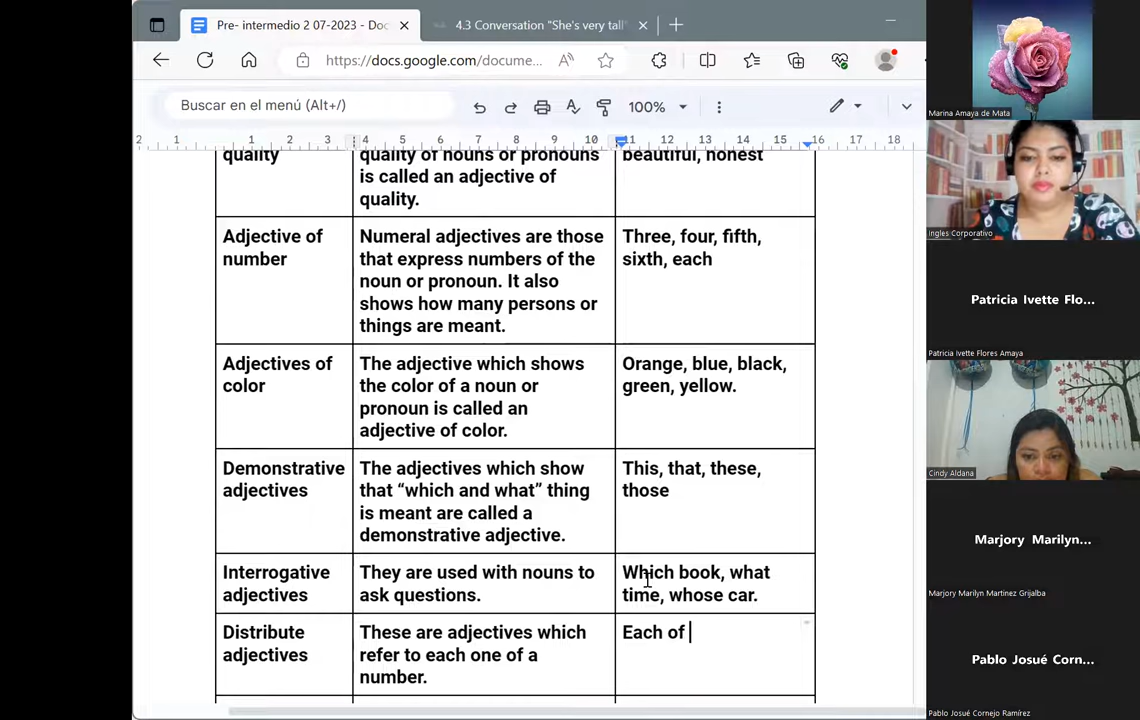 Pre- intermedio 2 07-2023 - Doc
4.3 Conversation "She's very tall"
https://docs.google.com/docume...
Buscar en el menú (Alt+/)
100%
2 1 1 2 3 4 5 6 7 8 9 10 11 12 13 14 15 16 17 18
quality
quality of nouns or pronouns
is called an adjective of
quality.
beautiful, honest
Adjective of
number
Numeral adjectives are those
that express numbers of the
noun or pronoun. It also
shows how many persons or
things are meant.
Three, four, fifth,
sixth, each
Adjectives of
color
The adjective which shows
the color of a noun or
pronoun is called an
adjective of color.
Orange, blue, black,
green, yellow.
Demonstrative
adjectives
The adjectives which show
that “which and what” thing
is meant are called a
demonstrative adjective.
This, that, these,
those
Interrogative
adjectives
They are used with nouns to
ask questions.
Which book, what
time, whose car.
Distribute
adjectives
These are adjectives which
refer to each one of a
number.
Each of
Marina Amaya de Mata
Ingles Corporativo
Patricia Ivette Flo...
Patricia Ivette Flores Amaya
Cindy Aldana
Marjory Marilyn...
Marjory Marilyn Martinez Grijalba
Pablo Josué Corn...
Pablo Josué Cornejo Ramírez